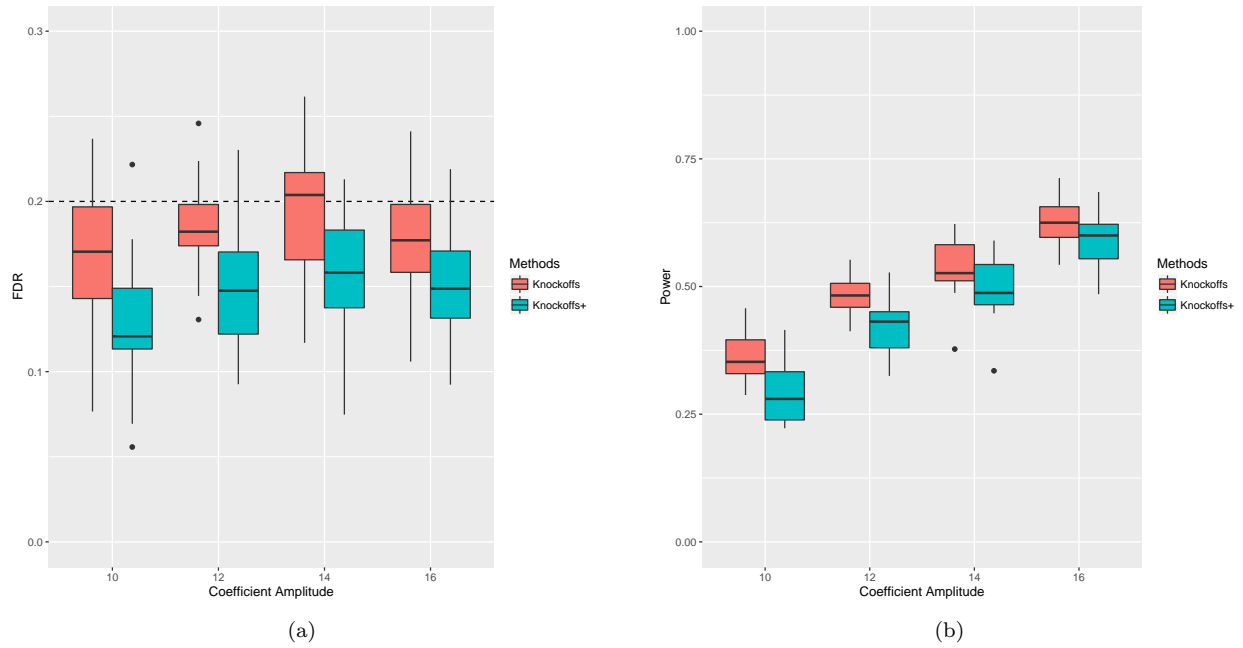 0.3
0.2
0.1
0.0
FDR
10
12
14
16
Coefficient Amplitude
Methods
Knockoffs
Knockoffs+
(a)
1.00
0.75
0.50
0.25
0.00
Power
10
12
14
16
Coefficient Amplitude
Methods
Knockoffs
Knockoffs+
(b)